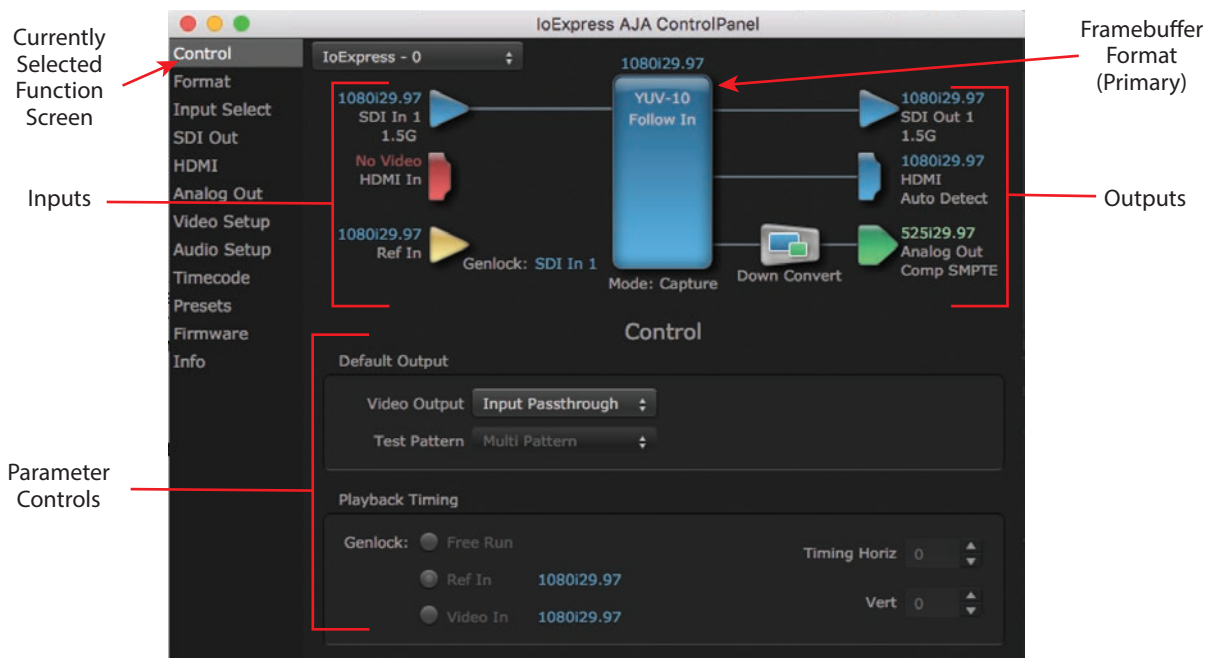 IoExpress AJA ControlPanel
Currently
Selected
Function
Screen
Framebuffer
Format
(Primary)
Inputs
Outputs
Parameter
Controls
Control
Format
Input Select
SDI Out
HDMI
Analog Out
Video Setup
Audio Setup
Timecode
Presets
Firmware
Info
IoExpress - 0
1080i29.97
SDI In 1
1.5G
No Video
HDMI In
1080i29.97
Ref In
Genlock: SDI In 1
1080i29.97
YUV-10
Follow In
Mode: Capture
1080i29.97
SDI Out 1
1.5G
1080i29.97
HDMI
Auto Detect
Down Convert
525i29.97
Analog Out
Comp SMPTE
Control
Default Output
Video Output Input Passthrough
Test Pattern Multi Pattern
Playback Timing
Genlock: Free Run
Ref In 1080i29.97
Video In 1080i29.97
Timing Horiz 0
Vert 0